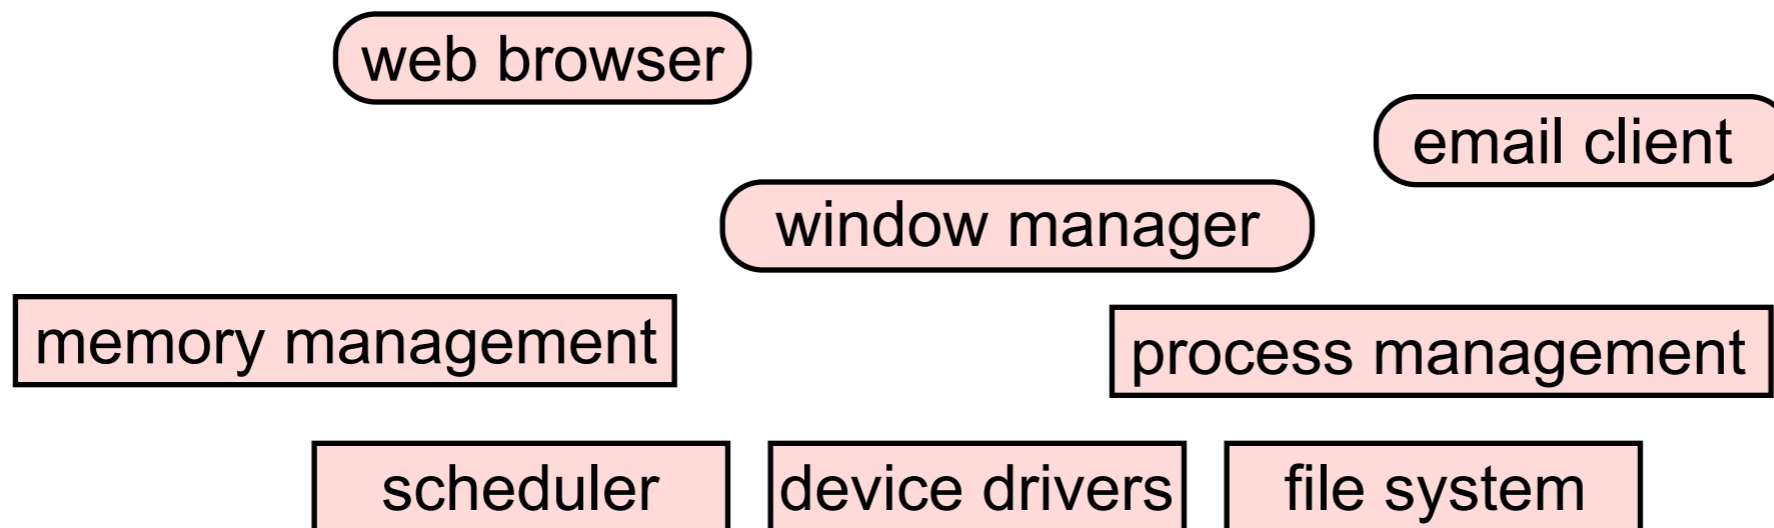 web browser
email client
window manager
memory management
process management
scheduler
device drivers
file system